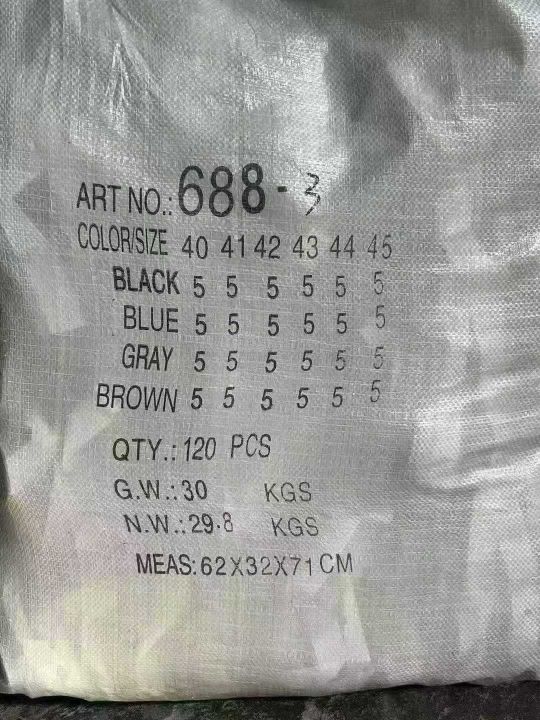 ART NO.: 688-3
COLOR/SIZE 40 41 42 43 44 45
BLACK 5 5 5 5 5 5
BLUE 5 5 5 5 5 5
GRAY 5 5 5 5 5 5
BROWN 5 5 5 5 5 5
QTY.: 120 PCS
G.W.: 30 KGS
N.W.: 29.8 KGS
MEAS: 62X32X71CM